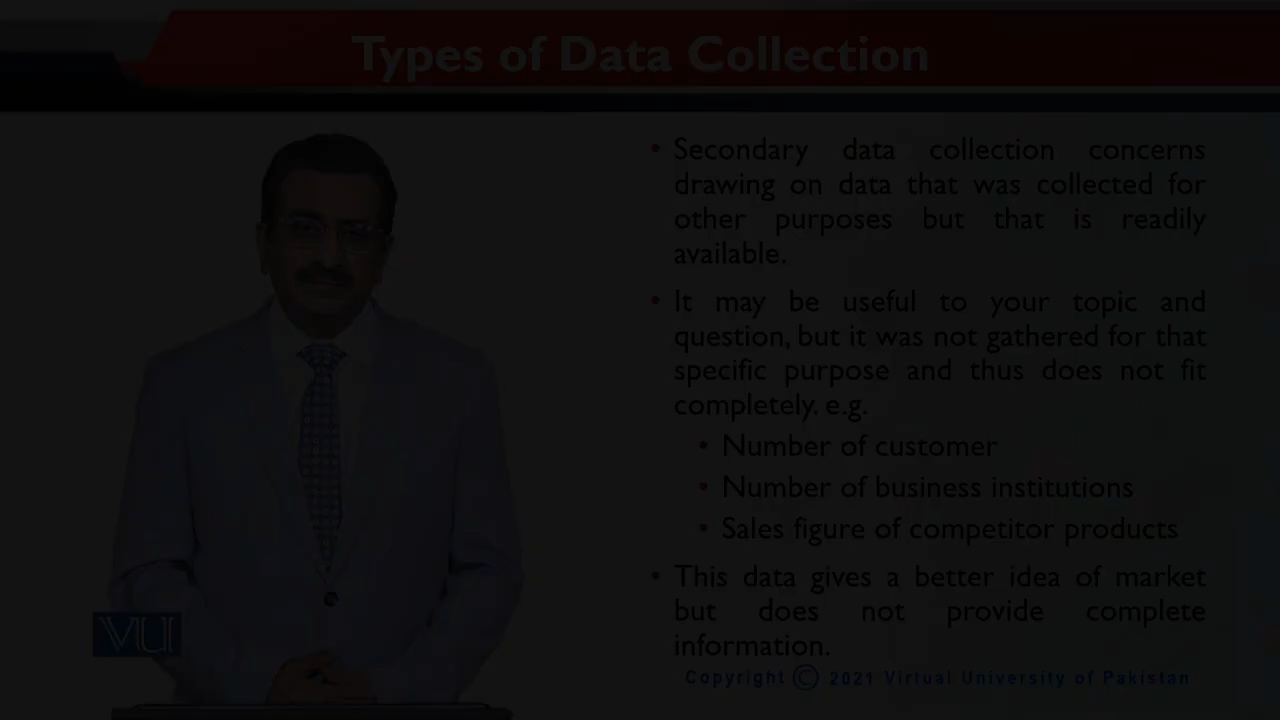 Types of Data Collection
• Secondary data collection concerns
drawing on data that was collected for
other purposes but that is readily
available.
• It may be useful to your topic and
question, but it was not gathered for that
specific purpose and thus does not fit
completely, e.g.
• Number of customer
• Number of business institutions
• Sales figure of competitor products
• This data gives a better idea of market
but does not provide complete
information.
VU
Copyright © 2021 Virtual University of Pakistan